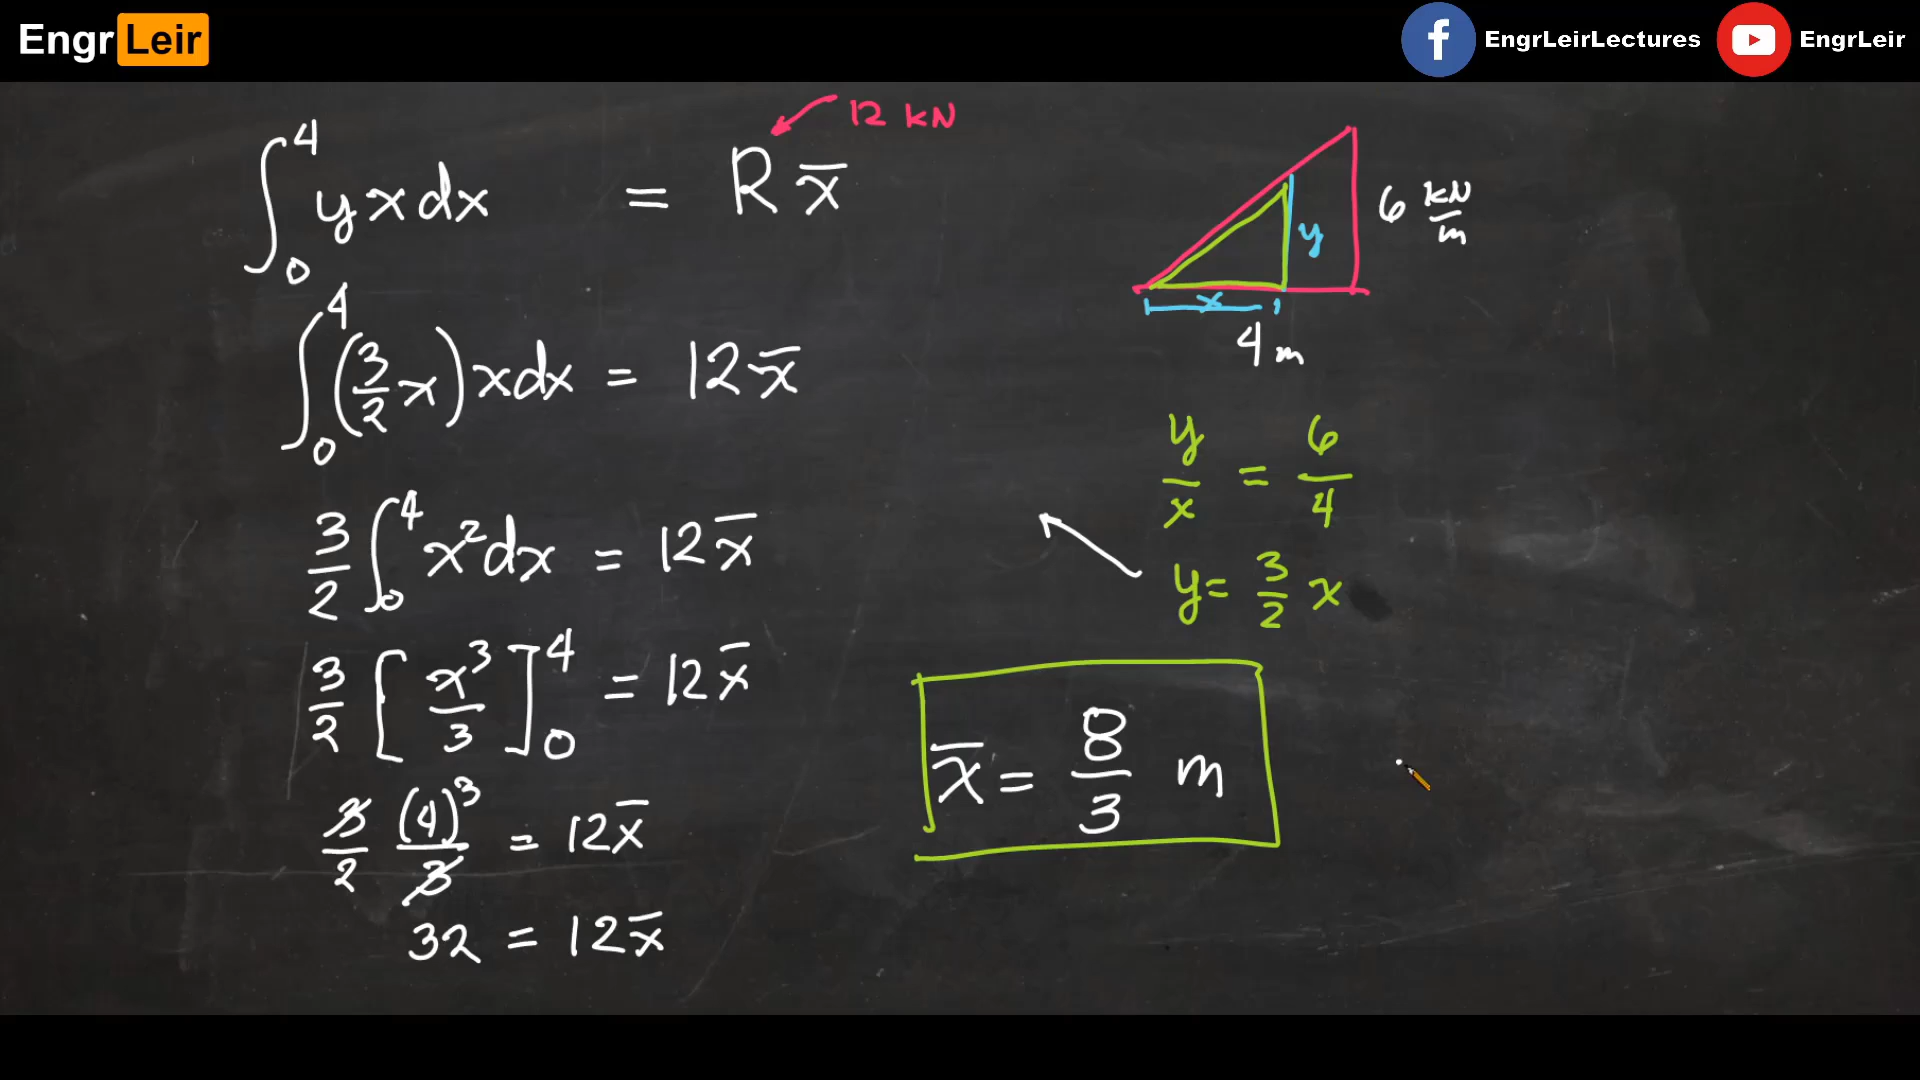 EngrLeir
EngrLeirLectures
EngrLeir
∫₀⁴ y x dx = R x̄
12 kN
∫₀⁴ (3/2 x) x dx = 12 x̄
3/2 ∫₀⁴ x² dx = 12 x̄
3/2 [x³/3]₀⁴ = 12 x̄
3/2 (4)³/3 = 12 x̄
32 = 12 x̄
6 kN/m
y
x
4 m
y/x = 6/4
y = 3/2 x
x̄ = 8/3 m